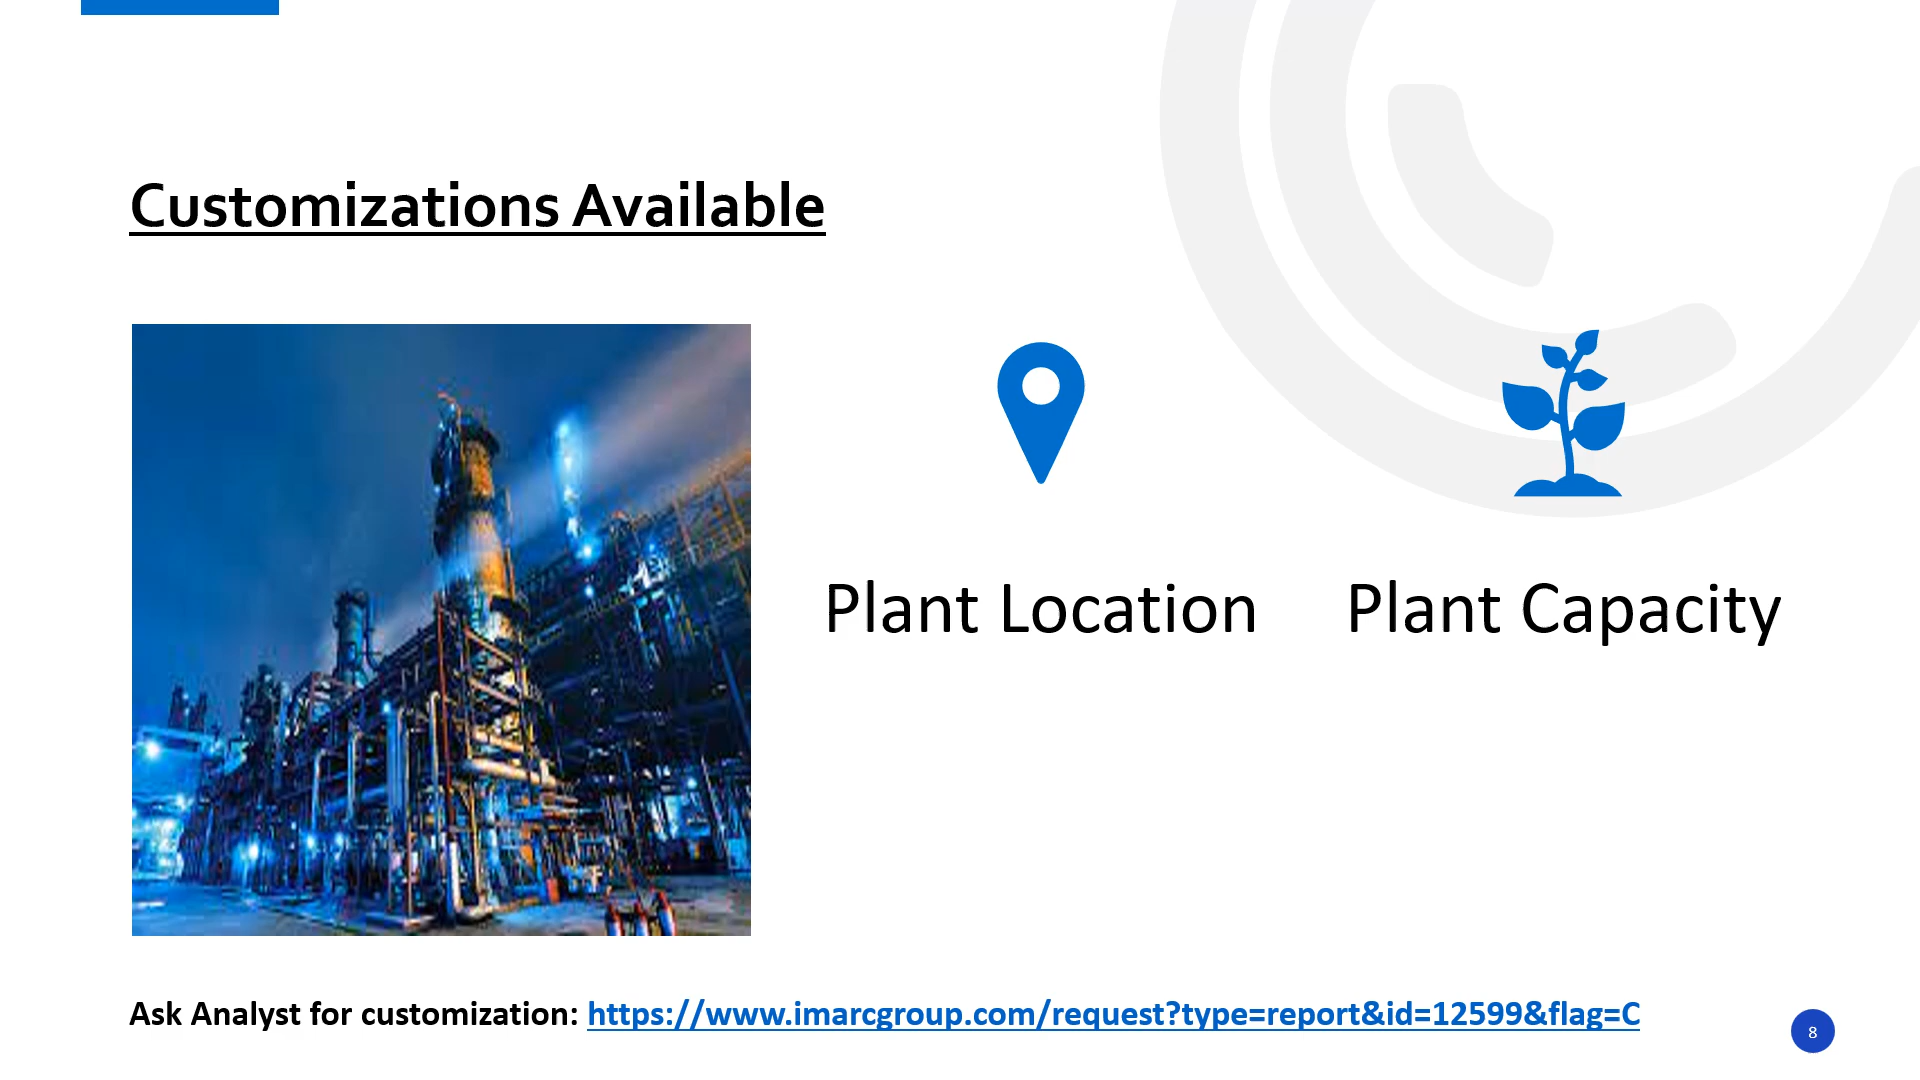 Customizations Available
Plant Location
Plant Capacity
Ask Analyst for customization: https://www.imarcgroup.com/request?type=report&id=12599&flag=C
8